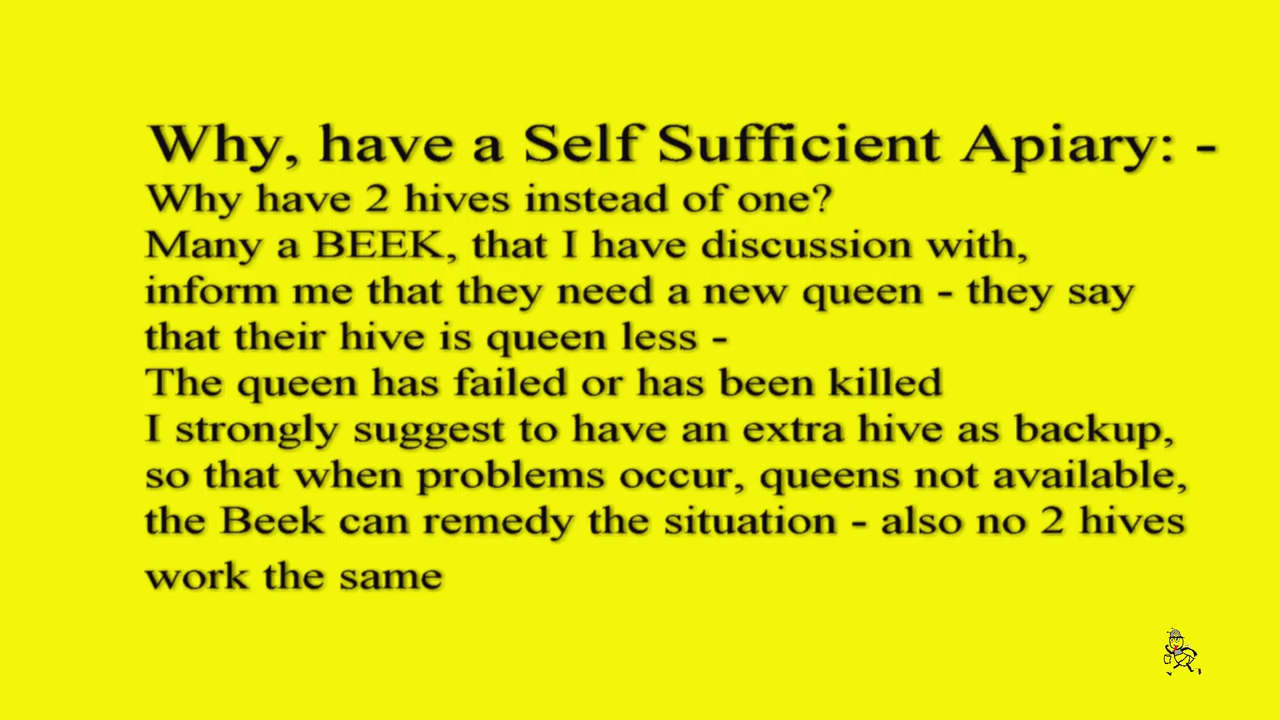 Why, have a Self Sufficient Apiary: -
Why have 2 hives instead of one?
Many a BEEK, that I have discussion with,
inform me that they need a new queen - they say
that their hive is queen less -
The queen has failed or has been killed
I strongly suggest to have an extra hive as backup,
so that when problems occur, queens not available,
the Beek can remedy the situation - also no 2 hives
work the same